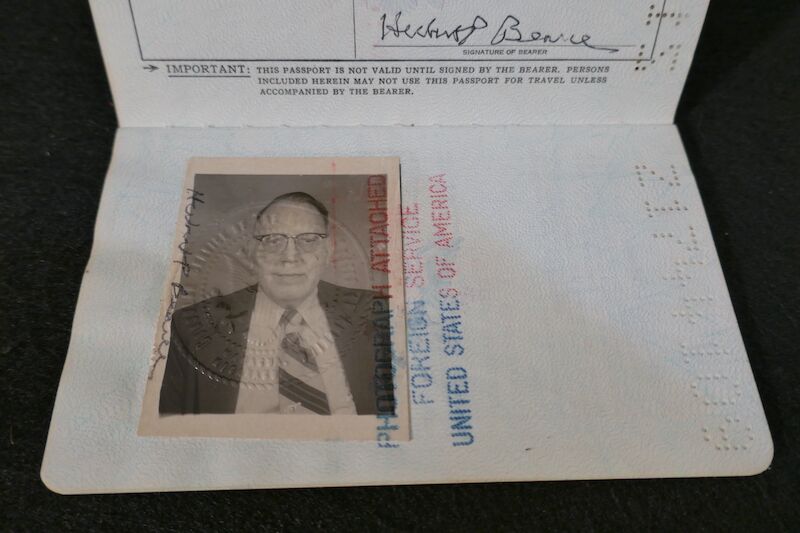 Herbert P Bearce
SIGNATURE OF BEARER
→ IMPORTANT: THIS PASSPORT IS NOT VALID UNTIL SIGNED BY THE BEARER. PERSONS
INCLUDED HEREIN MAY NOT USE THIS PASSPORT FOR TRAVEL UNLESS
ACCOMPANIED BY THE BEARER.
PHOTOGRAPH ATTACHED
FOREIGN SERVICE
UNITED STATES OF AMERICA